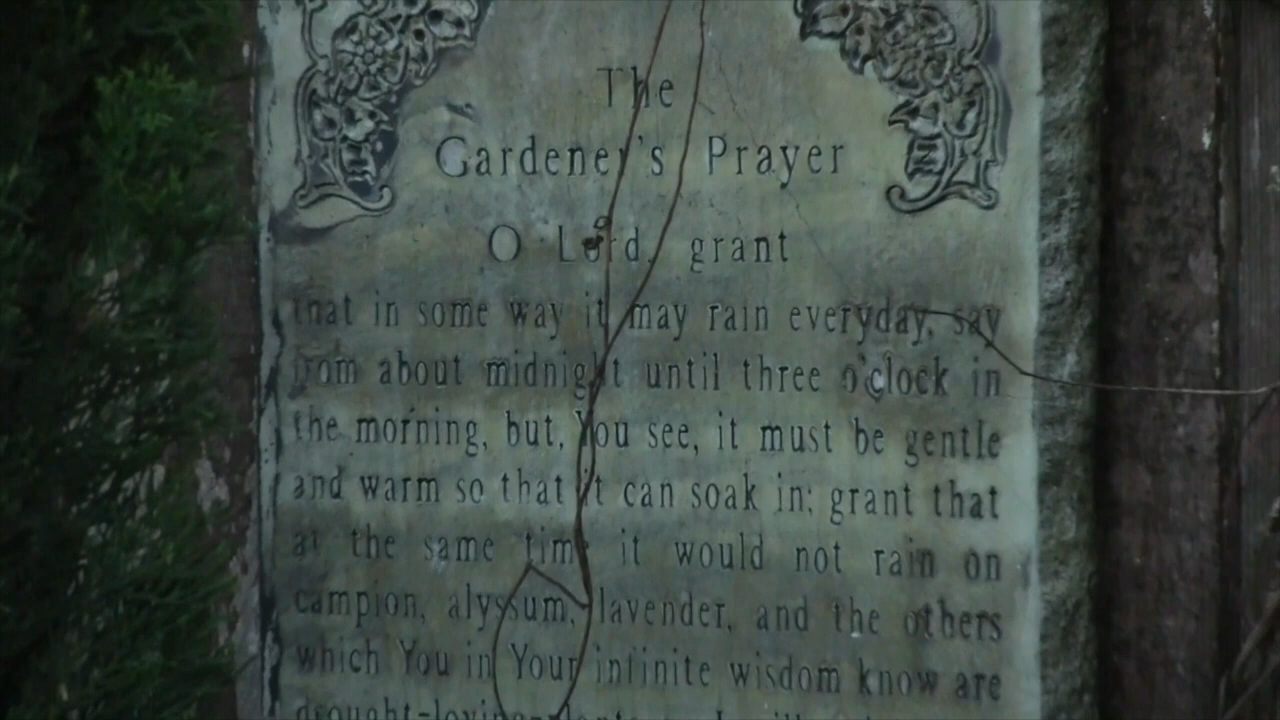 The
Gardener's Prayer
O Lord, grant
that in some way it may rain everyday, say
from about midnight until three o'clock in
the morning, but, You see, it must be gentle
and warm so that it can soak in; grant that
at the same time it would not rain on
campion, alyssum, lavender, and the others
which You in Your infinite wisdom know are
drought-loving